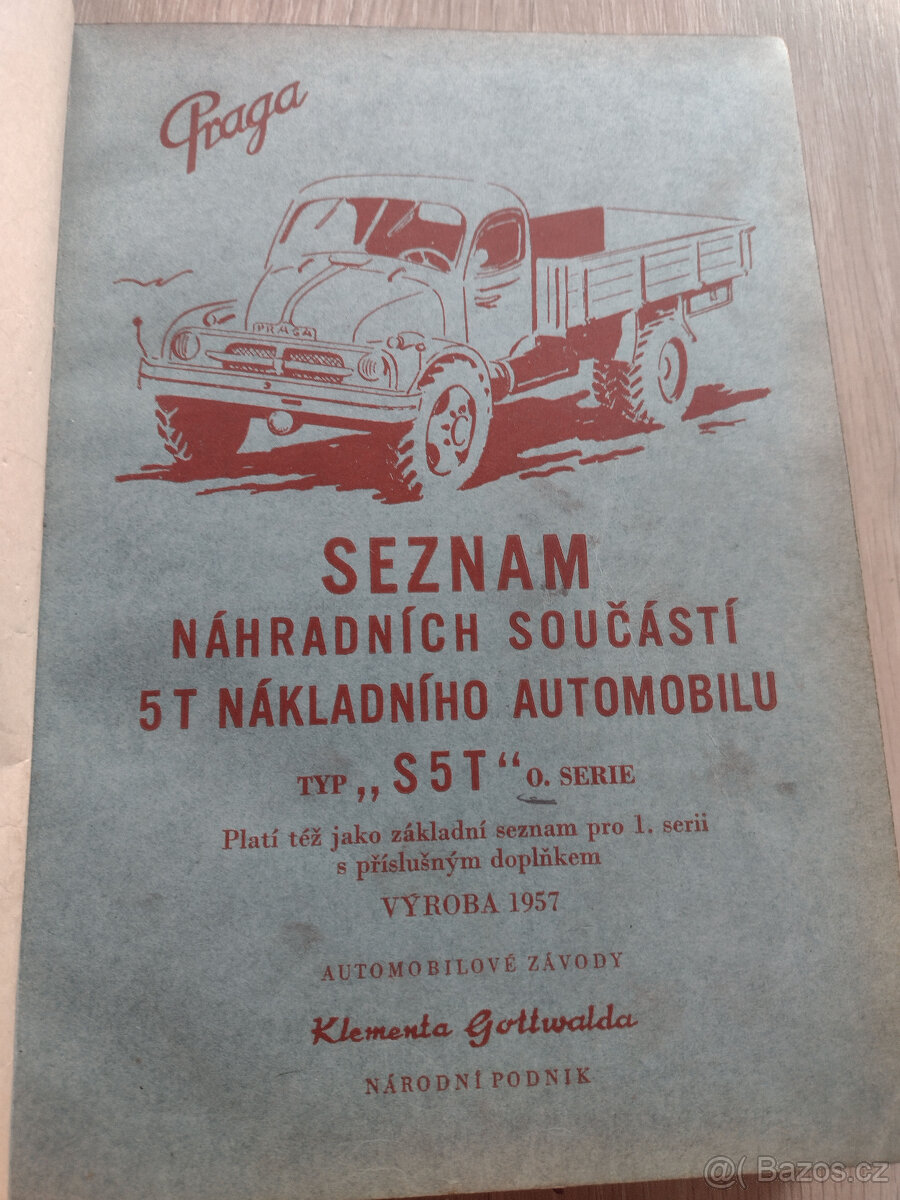 Praga
PRAGA
SEZNAM
NÁHRADNÍCH SOUČÁSTÍ
5T NÁKLADNÍHO AUTOMOBILU
TYP „S5T“ O. SERIE
Platí též jako základní seznam pro 1. serii
s příslušným doplňkem
VÝROBA 1957
AUTOMOBILOVÉ ZÁVODY
Klementa Gottwalda
NÁRODNÍ PODNIK
@ Bazos.cz